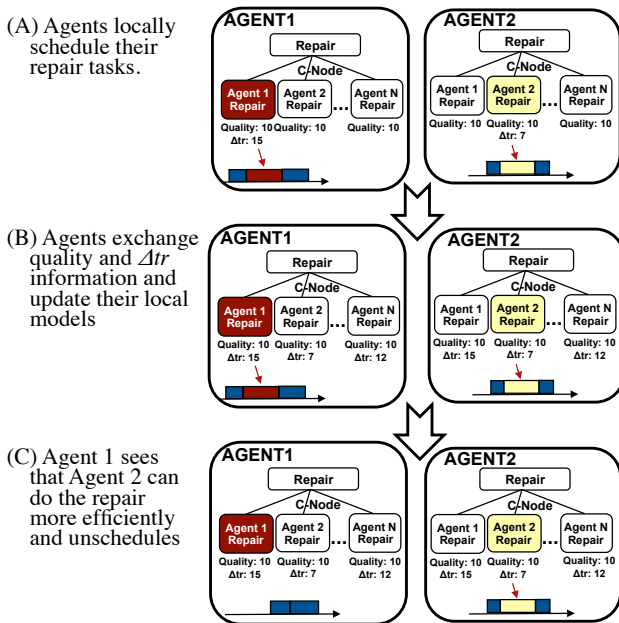 (A) Agents locally
schedule their
repair tasks.
AGENT1
Repair
C-Node
Agent 1
Repair
Agent 2
Repair
...
Agent N
Repair
Quality: 10
Δtr: 15
Quality: 10
Quality: 10
AGENT2
Repair
C-Node
Agent 1
Repair
Agent 2
Repair
...
Agent N
Repair
Quality: 10
Quality: 10
Δtr: 7
Quality: 10
(B) Agents exchange
quality and Δtr
information and
update their local
models
AGENT1
Repair
C-Node
Agent 1
Repair
Agent 2
Repair
...
Agent N
Repair
Quality: 10
Δtr: 15
Quality: 10
Δtr: 7
Quality: 10
Δtr: 12
AGENT2
Repair
C-Node
Agent 1
Repair
Agent 2
Repair
...
Agent N
Repair
Quality: 10
Δtr: 15
Quality: 10
Δtr: 7
Quality: 10
Δtr: 12
(C) Agent 1 sees
that Agent 2 can
do the repair
more efficiently
and unschedules
AGENT1
Repair
C-Node
Agent 1
Repair
Agent 2
Repair
...
Agent N
Repair
Quality: 10
Δtr: 15
Quality: 10
Δtr: 7
Quality: 10
Δtr: 12
AGENT2
Repair
C-Node
Agent 1
Repair
Agent 2
Repair
...
Agent N
Repair
Quality: 10
Δtr: 15
Quality: 10
Δtr: 7
Quality: 10
Δtr: 12